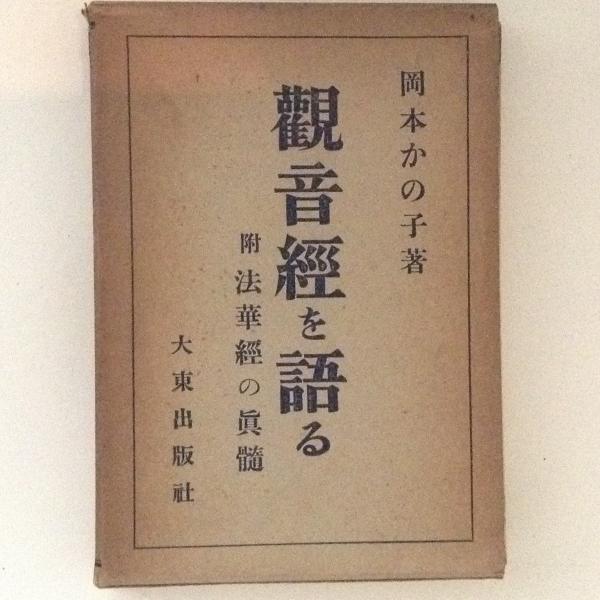 岡本かの子著
觀音經を語る
附 法華經の眞髓
大東出版社